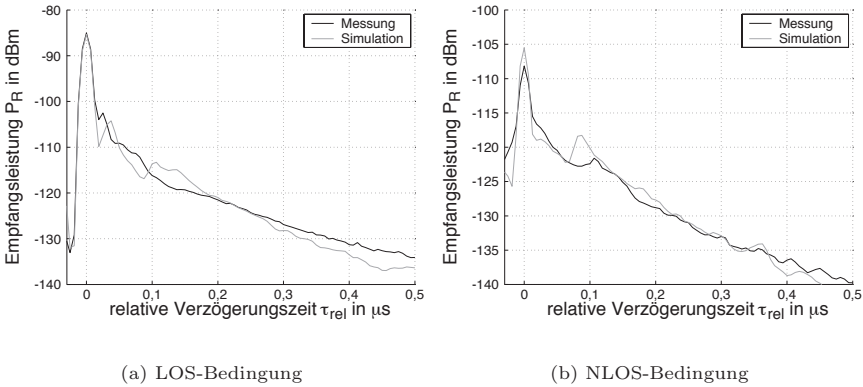 -80
-90
-100
-110
-120
-130
-140
Empfangsleistung P_R in dBm
0
0,1
0,2
0,3
0,4
0,5
relative Verzögerungszeit τ_rel in μs
Messung
Simulation
(a) LOS-Bedingung
-100
-105
-110
-115
-120
-125
-130
-135
-140
Empfangsleistung P_R in dBm
0
0,1
0,2
0,3
0,4
0,5
relative Verzögerungszeit τ_rel in μs
Messung
Simulation
(b) NLOS-Bedingung